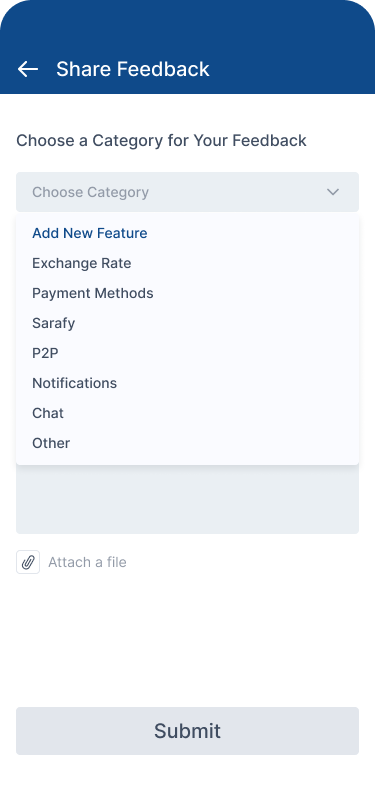 Share Feedback
Choose a Category for Your Feedback
Choose Category
Add New Feature
Exchange Rate
Payment Methods
Sarafy
P2P
Notifications
Chat
Other
Attach a file
Submit